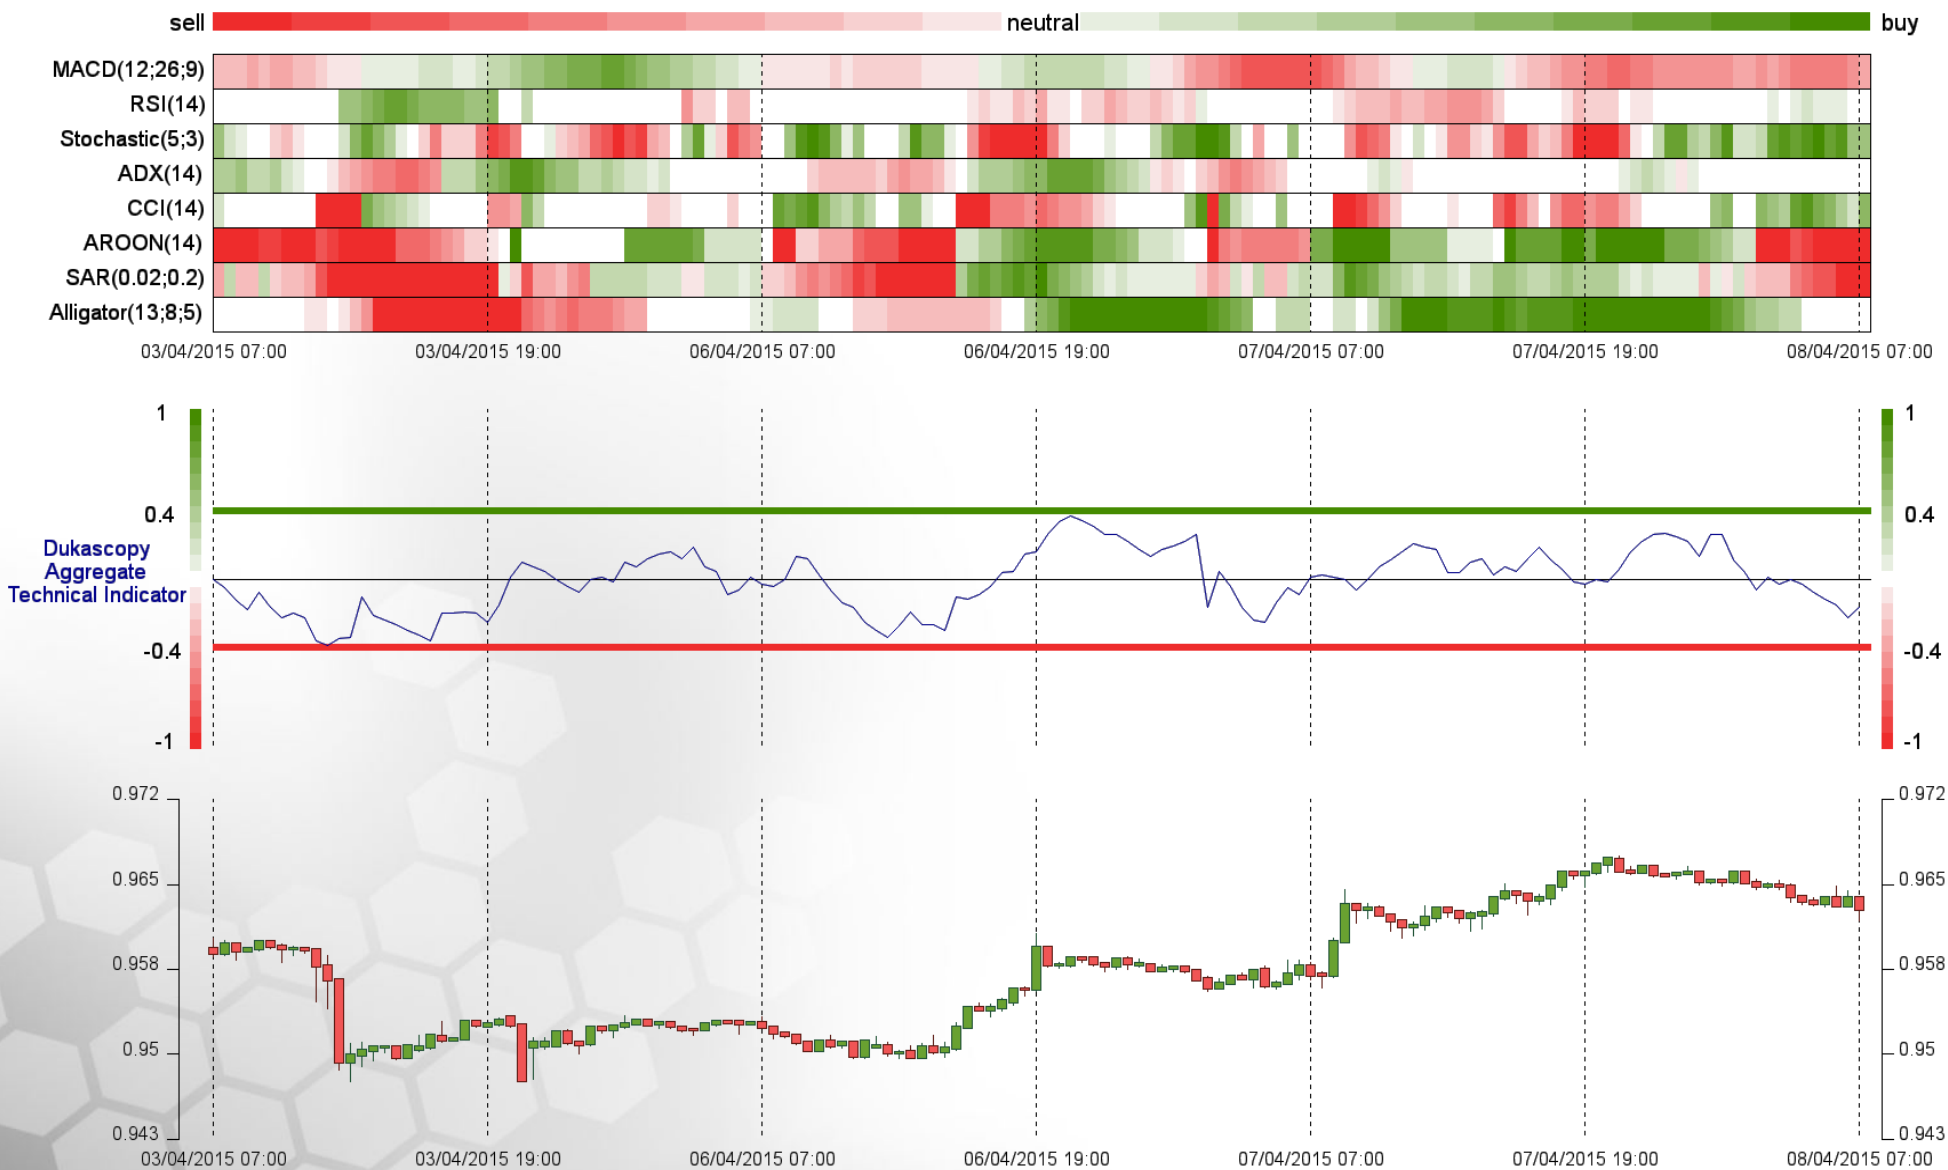 sell neutral buy
MACD(12;26;9)
RSI(14)
Stochastic(5;3)
ADX(14)
CCI(14)
AROON(14)
SAR(0.02;0.2)
Alligator(13;8;5)
03/04/2015 07:00 03/04/2015 19:00 06/04/2015 07:00 06/04/2015 19:00 07/04/2015 07:00 07/04/2015 19:00 08/04/2015 07:00
1 1
0.4 0.4
Dukascopy
Aggregate
Technical Indicator
-0.4 -0.4
-1 -1
0.972 0.972
0.965 0.965
0.958 0.958
0.95 0.95
0.943 0.943
03/04/2015 07:00 03/04/2015 19:00 06/04/2015 07:00 06/04/2015 19:00 07/04/2015 07:00 07/04/2015 19:00 08/04/2015 07:00